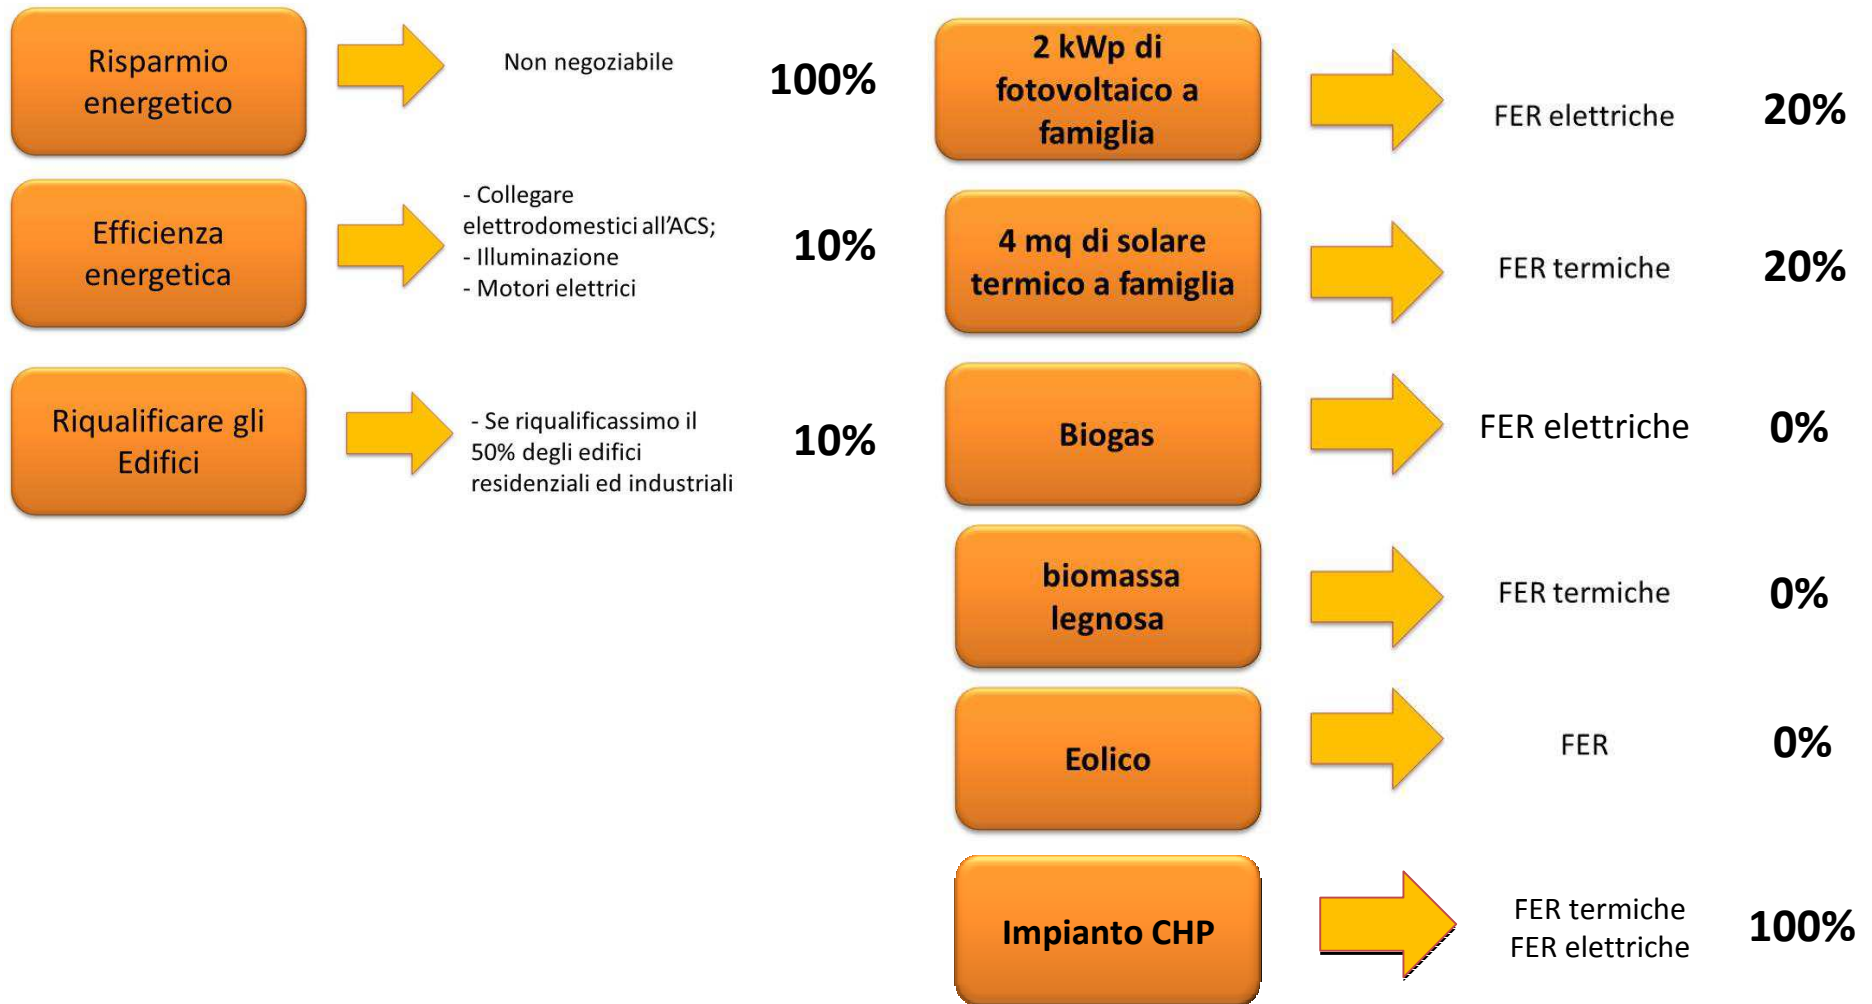 Risparmio
energetico
Non negoziabile
100%
Efficienza
energetica
- Collegare
elettrodomestici all'ACS;
- Illuminazione
- Motori elettrici
10%
Riqualificare gli
Edifici
- Se riqualificassimo il
50% degli edifici
residenziali ed industriali
10%
2 kWp di
fotovoltaico a
famiglia
FER elettriche
20%
4 mq di solare
termico a famiglia
FER termiche
20%
Biogas
FER elettriche
0%
biomassa
legnosa
FER termiche
0%
Eolico
FER
0%
Impianto CHP
FER termiche
FER elettriche
100%